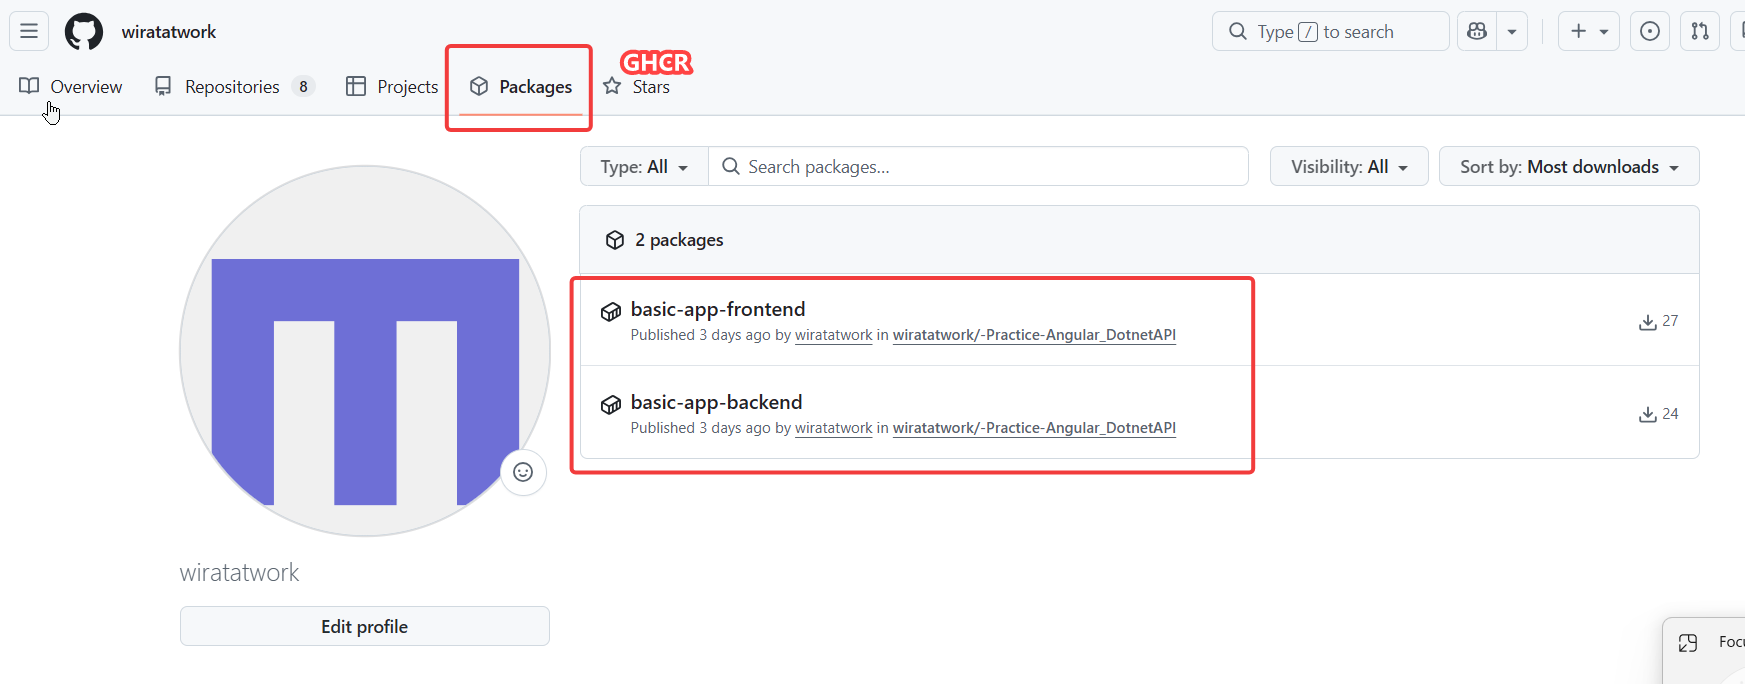 wiratatwork
Type / to search
GHCR
Overview
Repositories 8
Projects
Packages
Stars
Type: All
Search packages...
Visibility: All
Sort by: Most downloads
2 packages
basic-app-frontend
Published 3 days ago by wiratatwork in wiratatwork/-Practice-Angular_DotnetAPI
27
basic-app-backend
Published 3 days ago by wiratatwork in wiratatwork/-Practice-Angular_DotnetAPI
24
wiratatwork
Edit profile